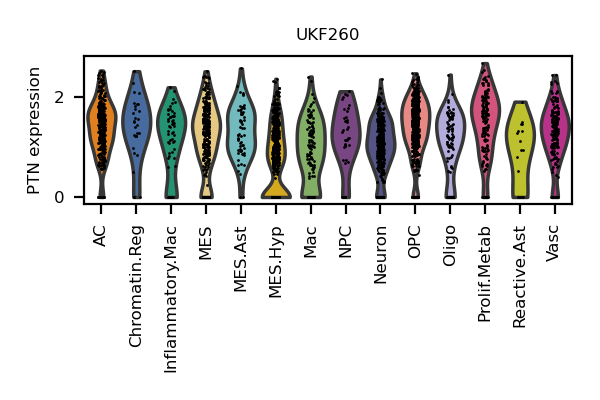 UKF260
PTN expression
2
0
AC
Chromatin.Reg
Inflammatory.Mac
MES
MES.Ast
MES.Hyp
Mac
NPC
Neuron
OPC
Oligo
Prolif.Metab
Reactive.Ast
Vasc